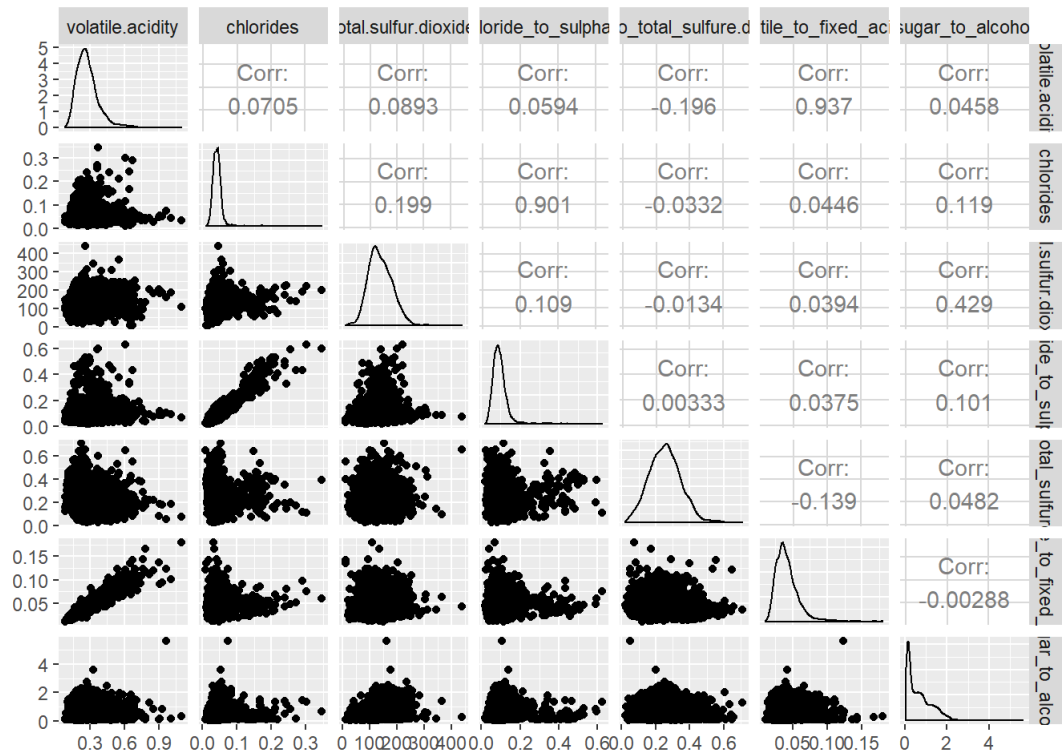 volatile.acidity chlorides otal.sulfur.dioxide loride_to_sulpha o_total_sulfure.d tile_to_fixed_aci sugar_to_alcoho
5
4
3
2
1
0
Corr:
0.0705
Corr:
0.0893
Corr:
0.0594
Corr:
-0.196
Corr:
0.937
Corr:
0.0458
olatile.acidi
0.3
0.2
0.1
0.0
Corr:
0.199
Corr:
0.901
Corr:
-0.0332
Corr:
0.0446
Corr:
0.119
chlorides
400
300
200
100
0
Corr:
0.109
Corr:
-0.0134
Corr:
0.0394
Corr:
0.429
l.sulfur.diox
0.6
0.4
0.2
0.0
Corr:
0.00333
Corr:
0.0375
Corr:
0.101
ide_to_sulp
0.6
0.4
0.2
0.0
Corr:
-0.139
Corr:
0.0482
otal_sulfure
0.15
0.10
0.05
Corr:
-0.00288
e_to_fixed_
4
2
0
ar_to_alco
0.3 0.6 0.9 0.0 0.1 0.2 0.3 0 100 200 300 400 0.0 0.2 0.4 0.6 0.0 0.2 0.4 0.6 0.05 0.10 0.15 0 2 4